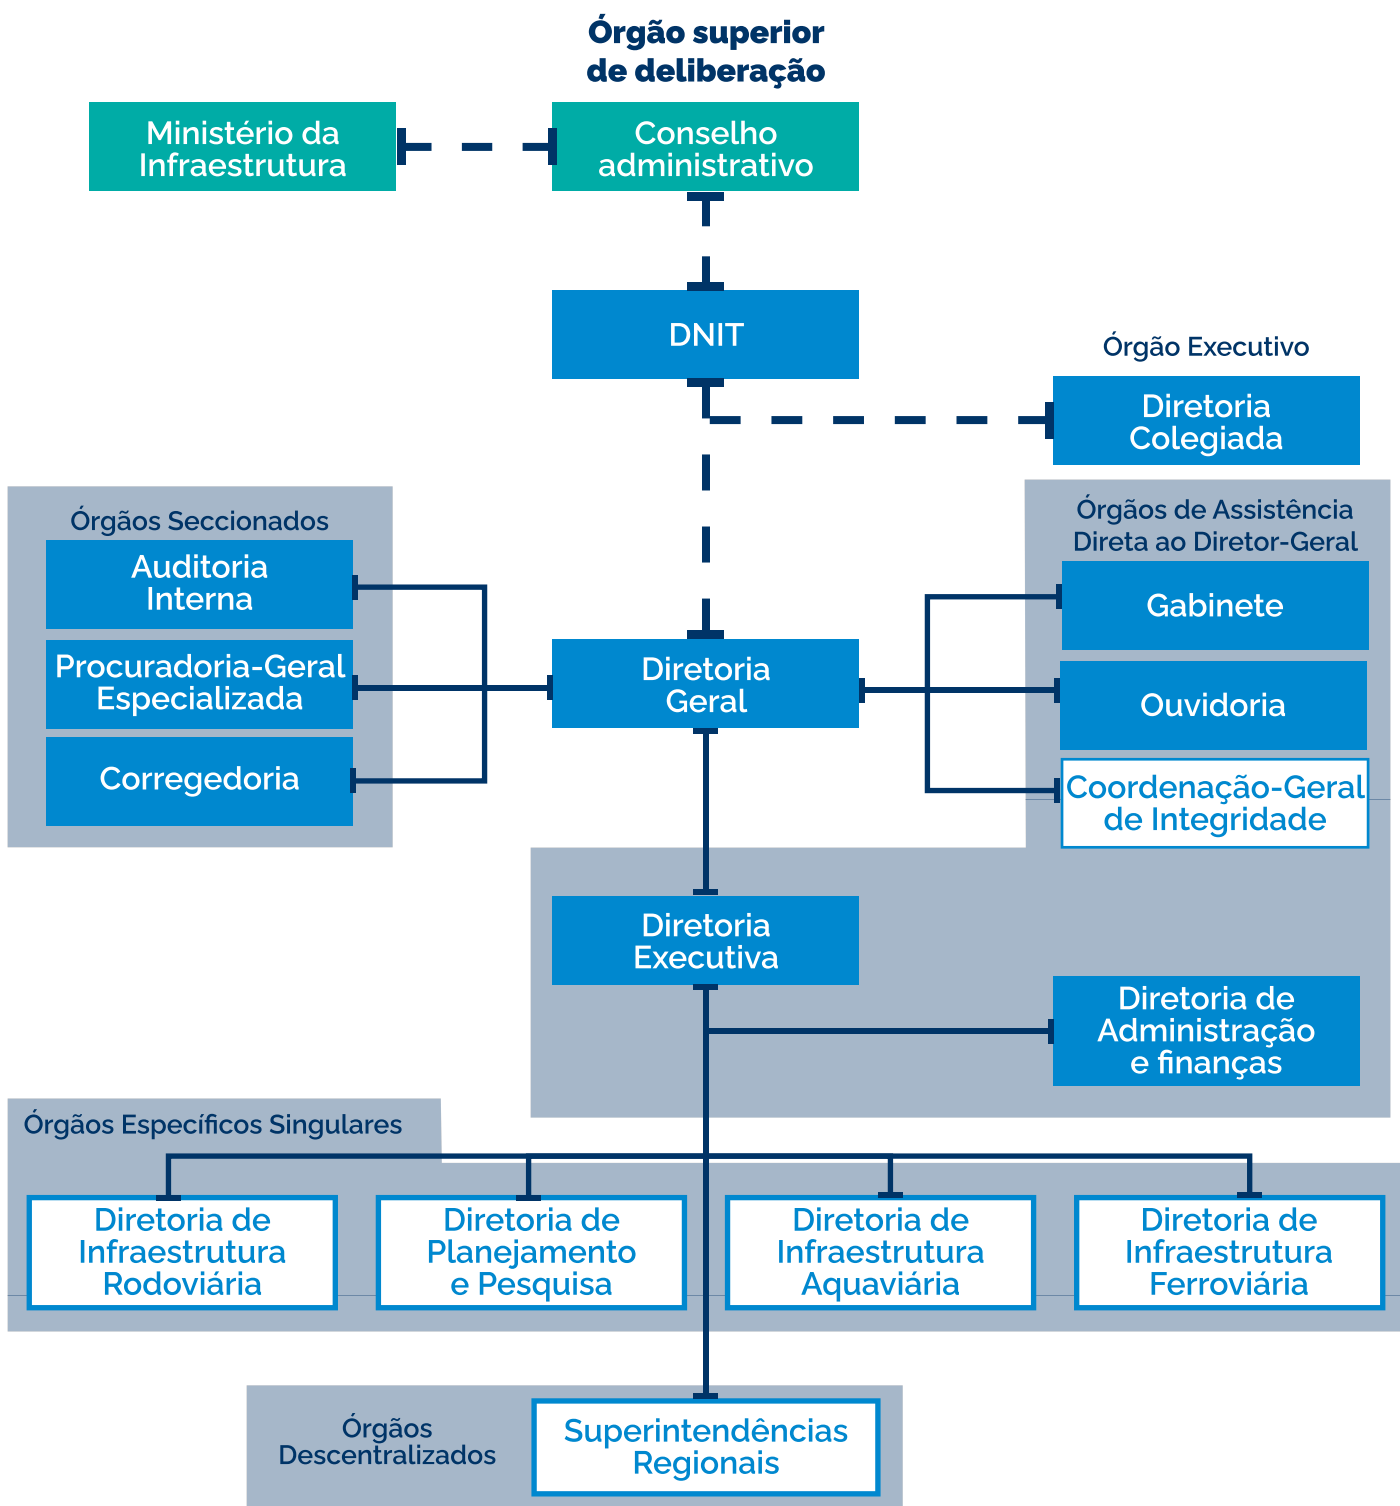 Órgão superior
de deliberação
Ministério da
Infraestrutura
Conselho
administrativo
DNIT
Órgão Executivo
Diretoria
Colegiada
Órgãos Seccionados
Auditoria
Interna
Procuradoria-Geral
Especializada
Corregedoria
Diretoria
Geral
Órgãos de Assistência
Direta ao Diretor-Geral
Gabinete
Ouvidoria
Coordenação-Geral
de Integridade
Diretoria
Executiva
Diretoria de
Administração
e finanças
Órgãos Específicos Singulares
Diretoria de
Infraestrutura
Rodoviária
Diretoria de
Planejamento
e Pesquisa
Diretoria de
Infraestrutura
Aquaviária
Diretoria de
Infraestrutura
Ferroviária
Órgãos
Descentralizados
Superintendências
Regionais